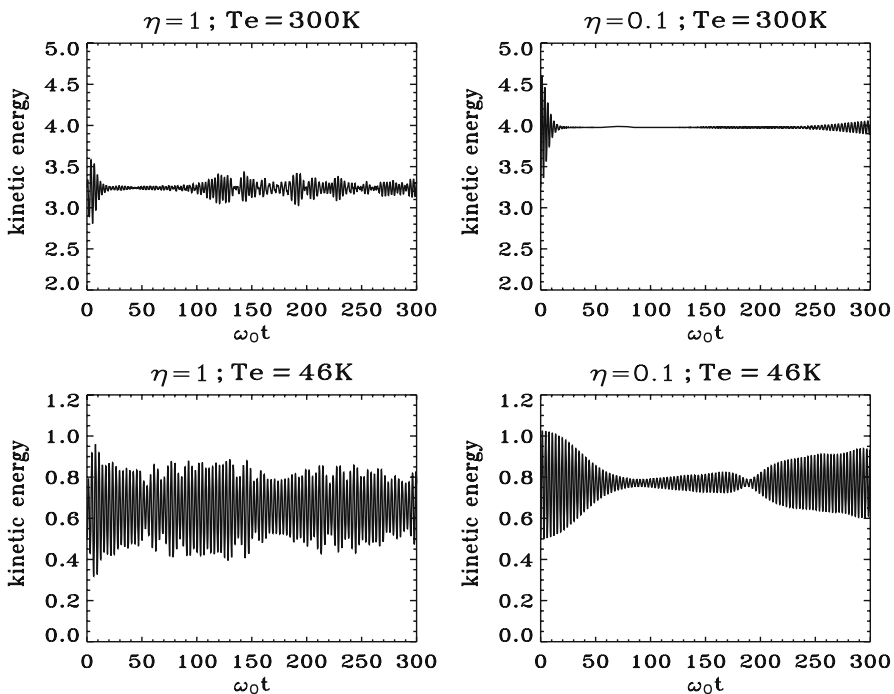 η=1 ; Te=300K
η=0.1 ; Te=300K
kinetic energy
5.0
4.5
4.0
3.5
3.0
2.5
2.0
0 50 100 150 200 250 300
ω₀t
kinetic energy
5.0
4.5
4.0
3.5
3.0
2.5
2.0
0 50 100 150 200 250 300
ω₀t
η=1 ; Te = 46K
η=0.1 ; Te = 46K
kinetic energy
1.2
1.0
0.8
0.6
0.4
0.2
0.0
0 50 100 150 200 250 300
ω₀t
kinetic energy
1.2
1.0
0.8
0.6
0.4
0.2
0.0
0 50 100 150 200 250 300
ω₀t